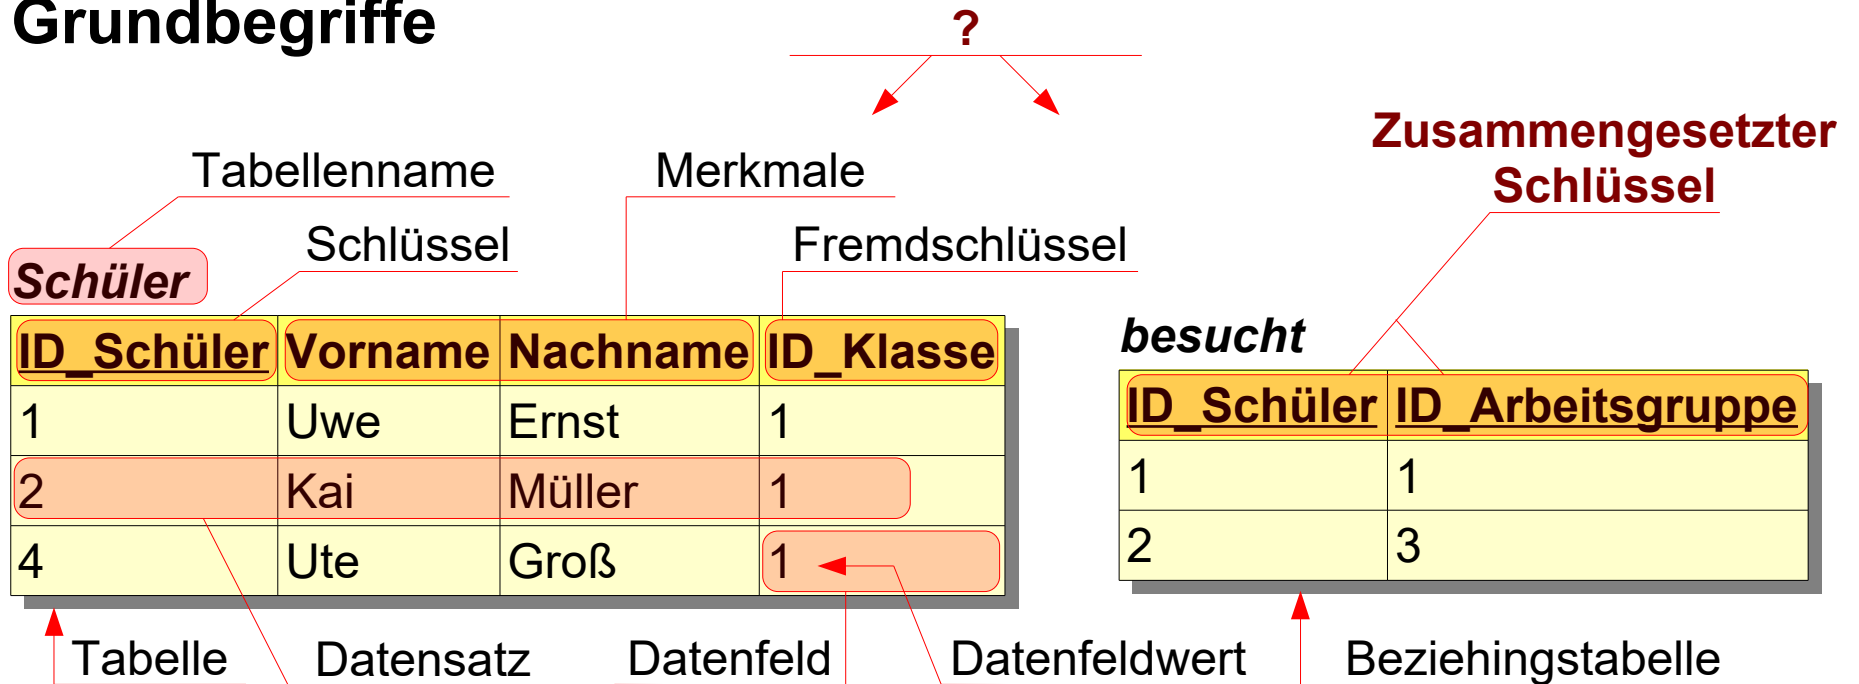 Grundbegriffe
?
Zusammengesetzter
Schlüssel
Tabellenname
Merkmale
Schlüssel
Fremdschlüssel
Schüler
ID_Schüler Vorname Nachname ID_Klasse
1 Uwe Ernst 1
2 Kai Müller 1
4 Ute Groß 1
besucht
ID_Schüler ID_Arbeitsgruppe
1 1
2 3
Tabelle Datensatz Datenfeld Datenfeldwert Beziehingstabelle